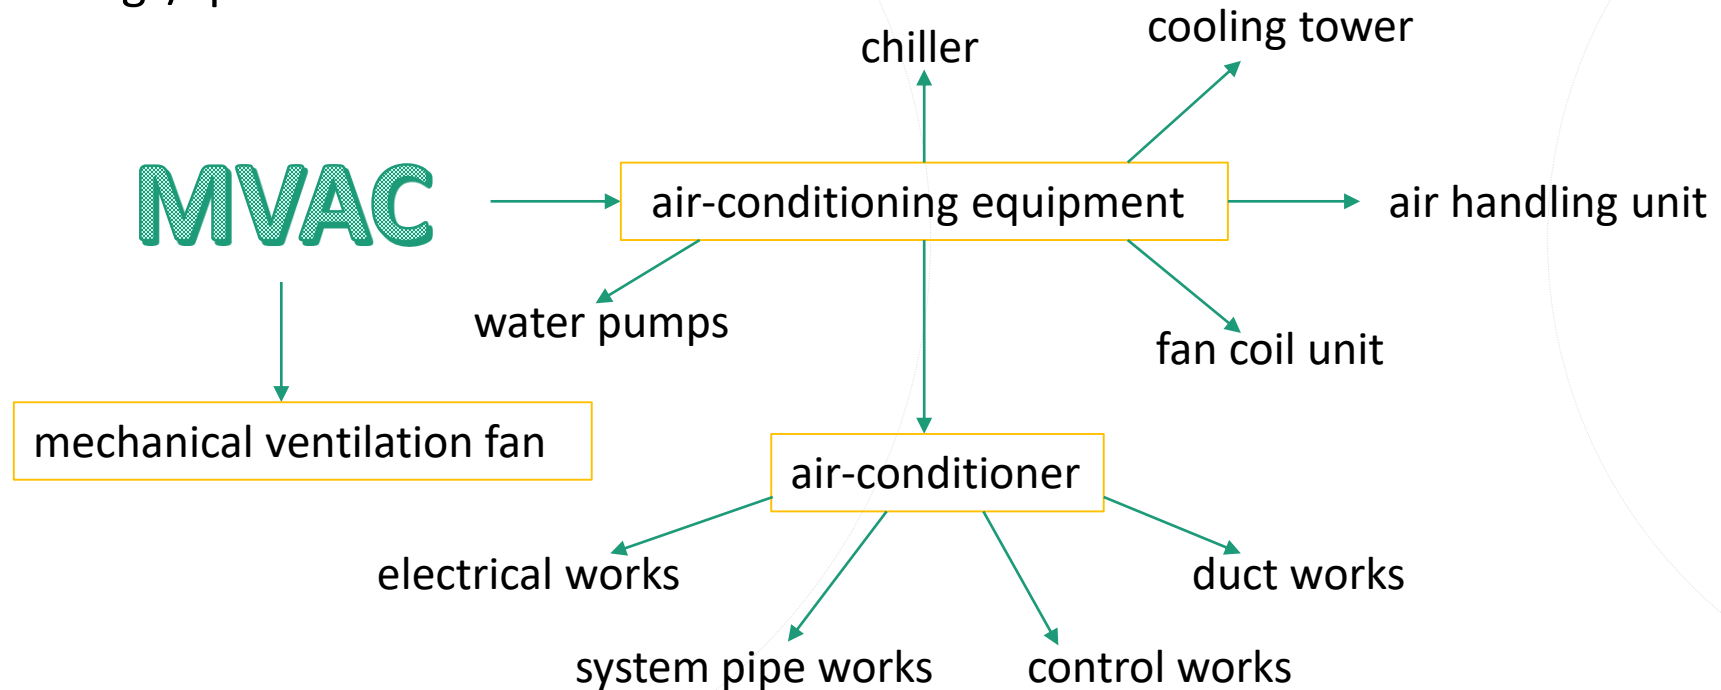 chiller
cooling tower
MVAC
air-conditioning equipment
air handling unit
water pumps
fan coil unit
mechanical ventilation fan
air-conditioner
electrical works
duct works
system pipe works
control works